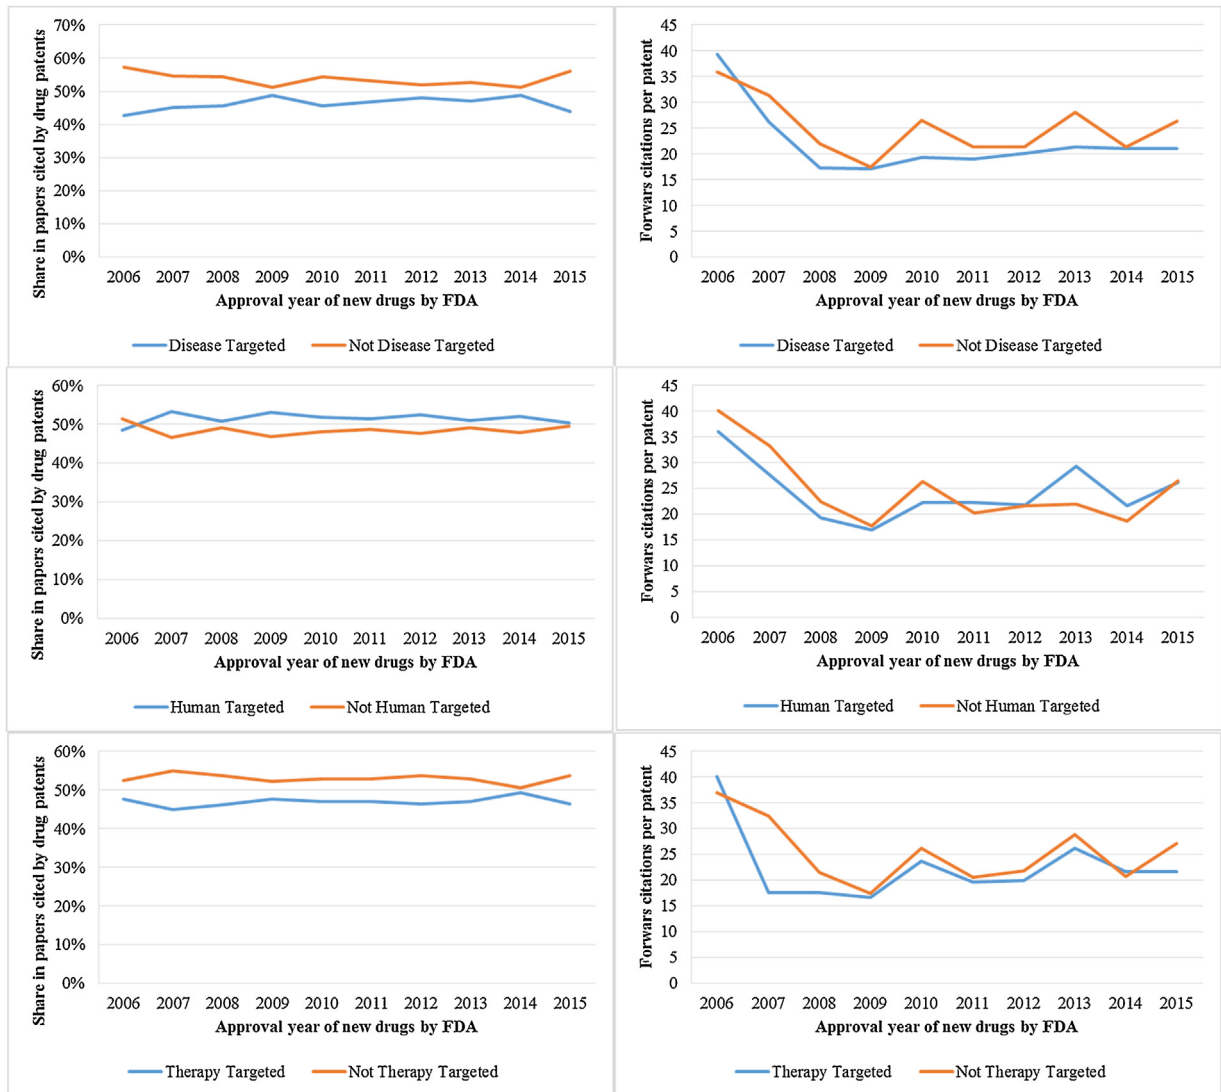 Share in papers cited by drug patents
70%
60%
50%
40%
30%
20%
10%
0%
2006 2007 2008 2009 2010 2011 2012 2013 2014 2015
Approval year of new drugs by FDA
Disease Targeted Not Disease Targeted
Forwars citations per patent
45
40
35
30
25
20
15
10
5
0
2006 2007 2008 2009 2010 2011 2012 2013 2014 2015
Approval year of new drugs by FDA
Disease Targeted Not Disease Targeted
Share in papers cited by drug patents
60%
50%
40%
30%
20%
10%
0%
2006 2007 2008 2009 2010 2011 2012 2013 2014 2015
Approval year of new drugs by FDA
Human Targeted Not Human Targeted
Forwars citations per patent
45
40
35
30
25
20
15
10
5
0
2006 2007 2008 2009 2010 2011 2012 2013 2014 2015
Approval year of new drugs by FDA
Human Targeted Not Human Targeted
Share in papers cited by drug patents
60%
50%
40%
30%
20%
10%
0%
2006 2007 2008 2009 2010 2011 2012 2013 2014 2015
Approval year of new drugs by FDA
Therapy Targeted Not Therapy Targeted
Forwars citations per patent
45
40
35
30
25
20
15
10
5
0
2006 2007 2008 2009 2010 2011 2012 2013 2014 2015
Approval year of new drugs by FDA
Therapy Targeted Not Therapy Targeted